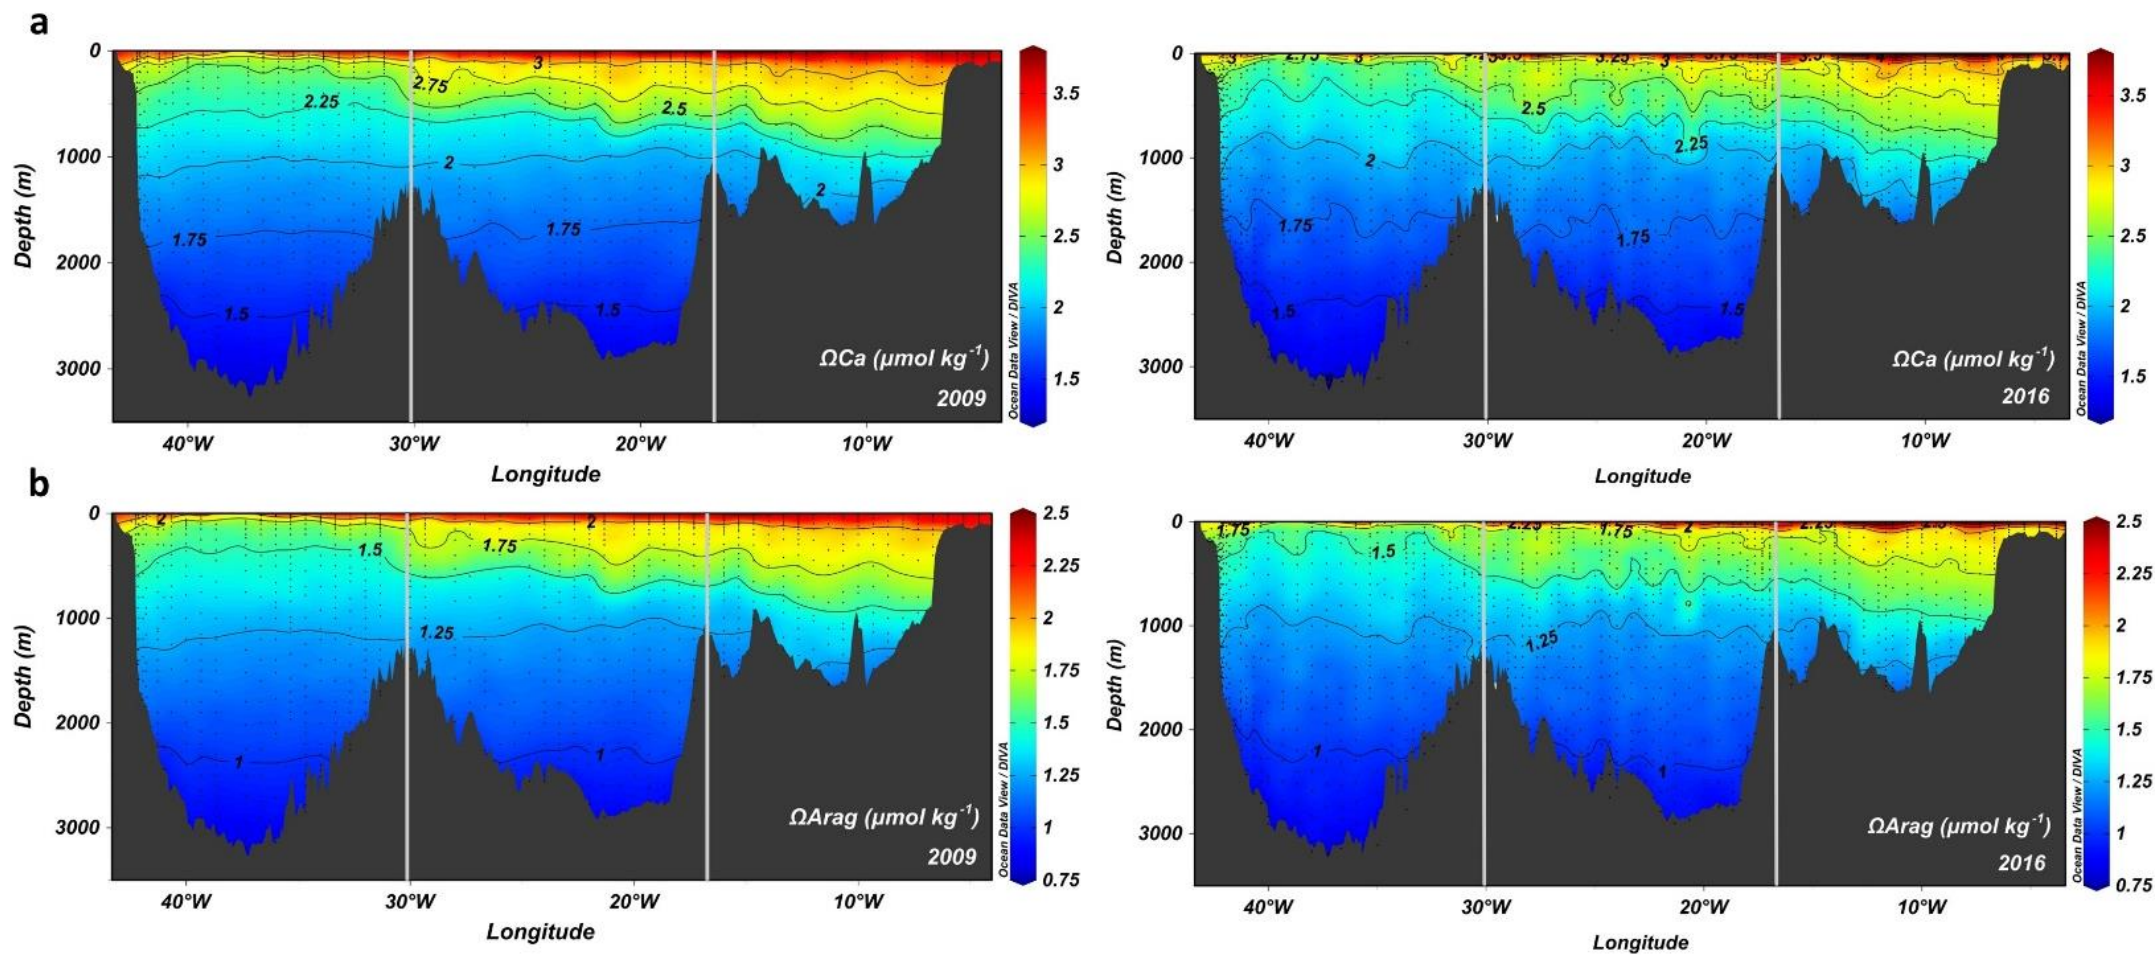 a
0
1000
2000
3000
Depth (m)
3
2.75
2.25
2.5
2
2
1.75
1.75
1.5
1.5
ΩCa (µmol kg-1)
2009
40°W
30°W
20°W
10°W
Longitude
3.5
3
2.5
2
1.5
Ocean Data View / DIVA
0
1000
2000
3000
Depth (m)
3
2.75
3
3.25
3
2.5
2.25
2
1.75
1.75
1.5
1.5
ΩCa (µmol kg-1)
2016
40°W
30°W
20°W
10°W
Longitude
3.5
3
2.5
2
1.5
Ocean Data View / DIVA
b
0
1000
2000
3000
Depth (m)
2
2
1.5
1.75
1.25
1
1
ΩArag (µmol kg-1)
2009
40°W
30°W
20°W
10°W
Longitude
2.5
2.25
2
1.75
1.5
1.25
1
0.75
Ocean Data View / DIVA
0
1000
2000
3000
Depth (m)
1.75
2.25
1.75
2
2.25
1.5
1.25
1
1
ΩArag (µmol kg-1)
2016
40°W
30°W
20°W
10°W
Longitude
2.5
2.25
2
1.75
1.5
1.25
1
0.75
Ocean Data View / DIVA